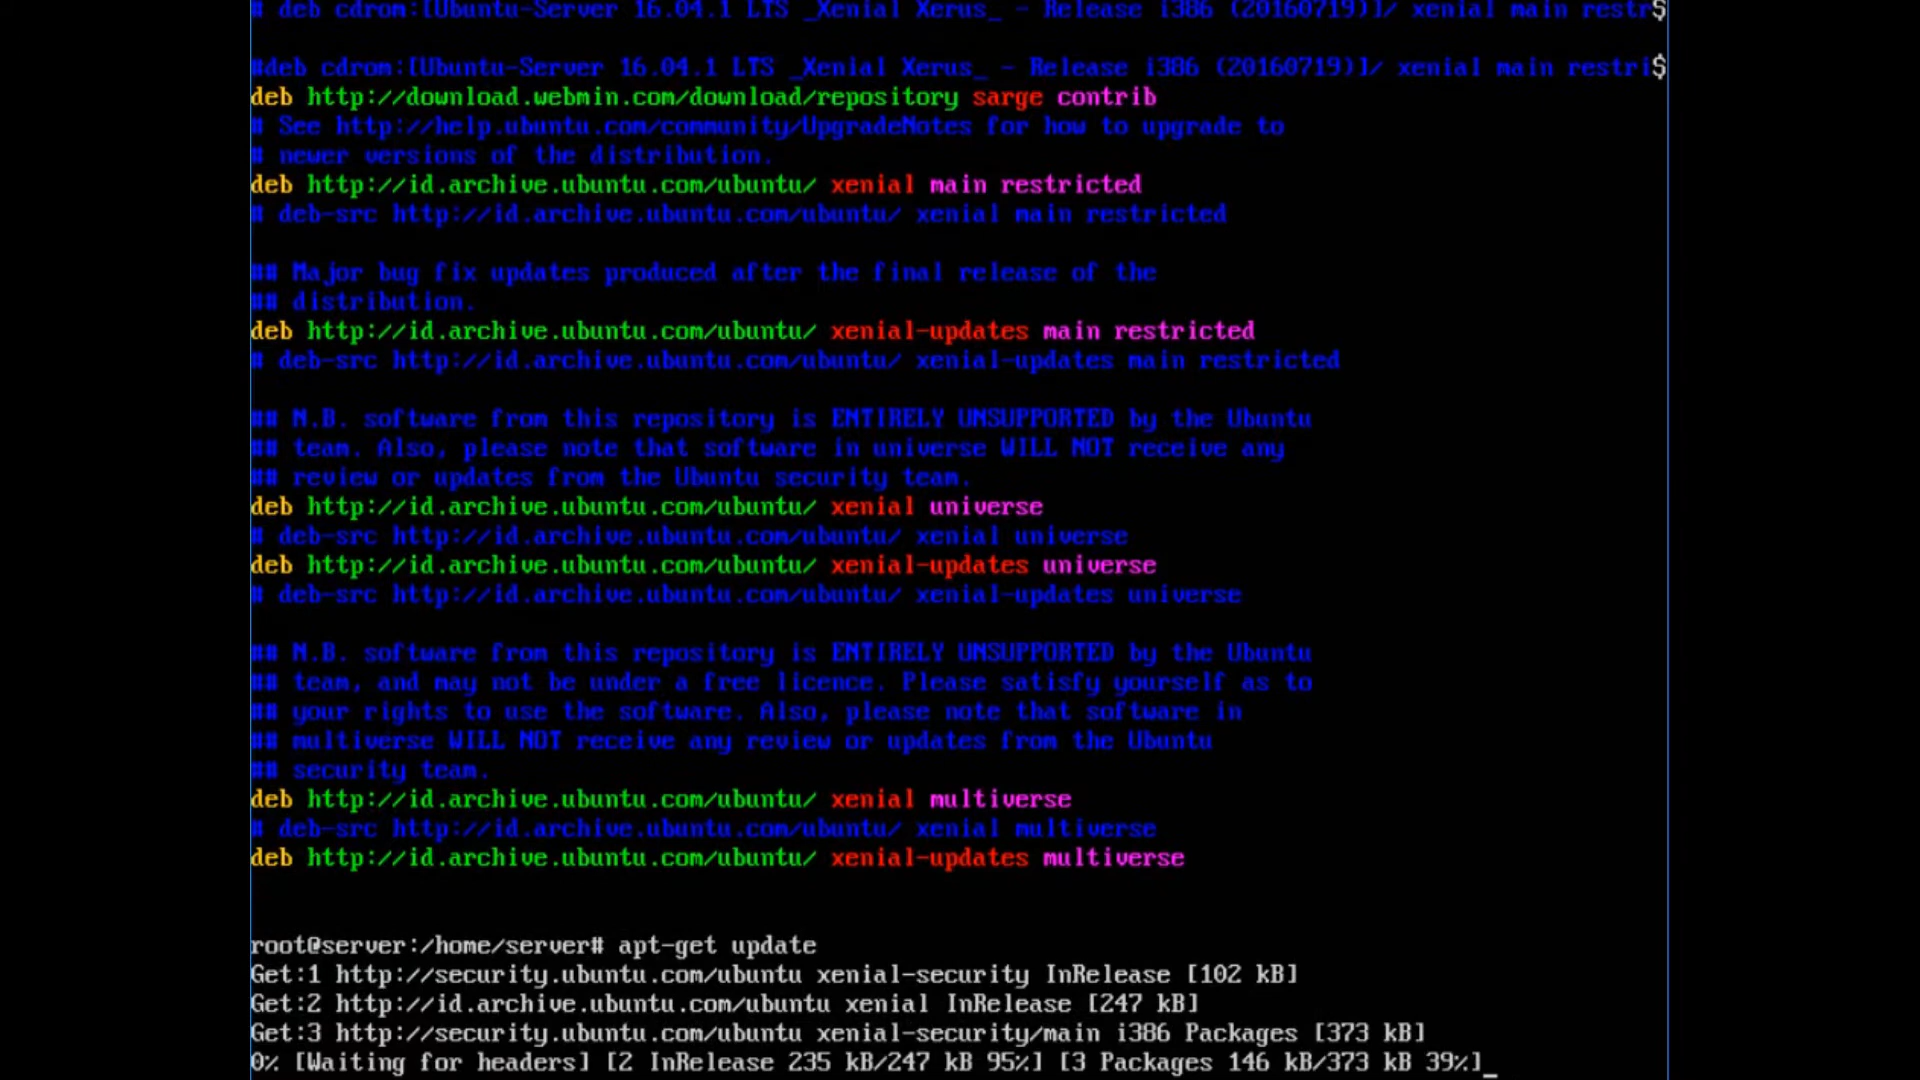 # deb cdrom:[Ubuntu-Server 16.04.1 LTS _Xenial Xerus_ - Release i386 (20160719)]/ xenial main restr$
#deb cdrom:[Ubuntu-Server 16.04.1 LTS _Xenial Xerus_ - Release i386 (20160719)]/ xenial main restri$
deb http://download.webmin.com/download/repository sarge contrib
# See http://help.ubuntu.com/community/UpgradeNotes for how to upgrade to
# newer versions of the distribution.
deb http://id.archive.ubuntu.com/ubuntu/ xenial main restricted
# deb-src http://id.archive.ubuntu.com/ubuntu/ xenial main restricted
## Major bug fix updates produced after the final release of the
## distribution.
deb http://id.archive.ubuntu.com/ubuntu/ xenial-updates main restricted
# deb-src http://id.archive.ubuntu.com/ubuntu/ xenial-updates main restricted
## N.B. software from this repository is ENTIRELY UNSUPPORTED by the Ubuntu
## team. Also, please note that software in universe WILL NOT receive any
## review or updates from the Ubuntu security team.
deb http://id.archive.ubuntu.com/ubuntu/ xenial universe
# deb-src http://id.archive.ubuntu.com/ubuntu/ xenial universe
deb http://id.archive.ubuntu.com/ubuntu/ xenial-updates universe
# deb-src http://id.archive.ubuntu.com/ubuntu/ xenial-updates universe
## N.B. software from this repository is ENTIRELY UNSUPPORTED by the Ubuntu
## team, and may not be under a free licence. Please satisfy yourself as to
## your rights to use the software. Also, please note that software in
## multiverse WILL NOT receive any review or updates from the Ubuntu
## security team.
deb http://id.archive.ubuntu.com/ubuntu/ xenial multiverse
# deb-src http://id.archive.ubuntu.com/ubuntu/ xenial multiverse
deb http://id.archive.ubuntu.com/ubuntu/ xenial-updates multiverse
root@server:/home/server# apt-get update
Get:1 http://security.ubuntu.com/ubuntu xenial-security InRelease [102 kB]
Get:2 http://id.archive.ubuntu.com/ubuntu xenial InRelease [247 kB]
Get:3 http://security.ubuntu.com/ubuntu xenial-security/main i386 Packages [373 kB]
0% [Waiting for headers] [2 InRelease 235 kB/247 kB 95%] [3 Packages 146 kB/373 kB 39%]_